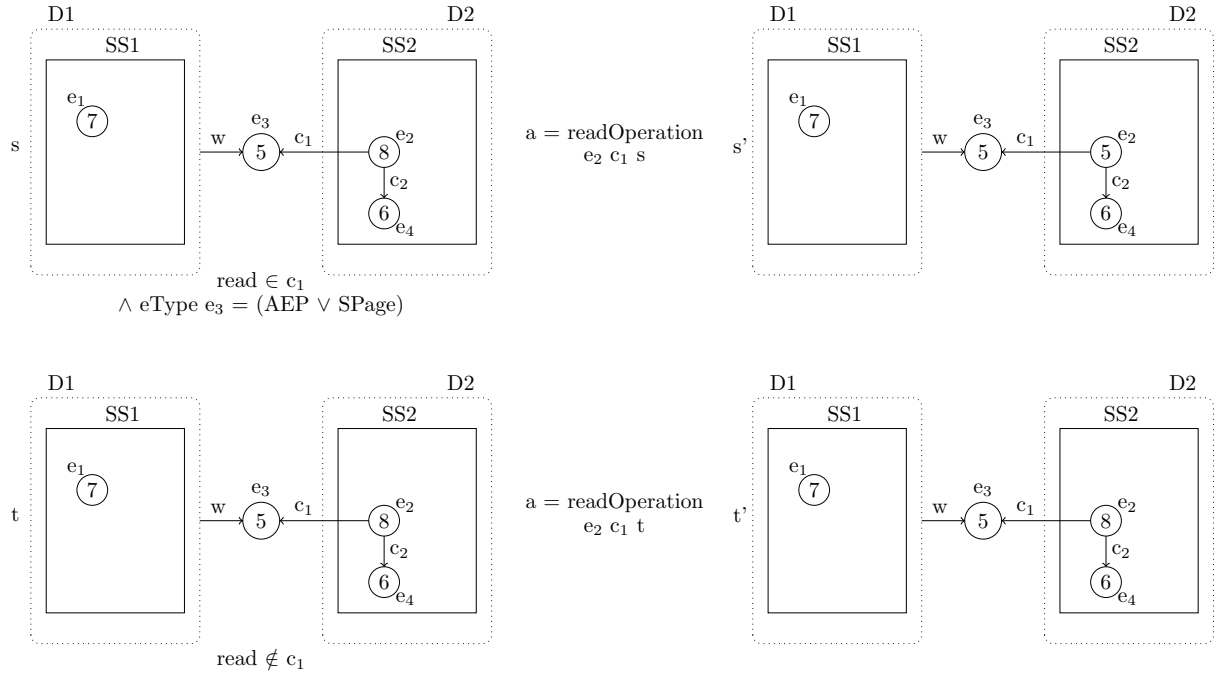 D1 D2 D1 D2
SS1 SS2 SS1 SS2
e₁ e₁
7 7
e₃ e₂ a = readOperation e₃ e₂
s w c₁ s' w c₁
5 8 e₂ c₁ s 5 5
c₂ c₂
6 6
e₄ e₄
read ∈ c₁
∧ eType e₃ = (AEP ∨ SPage)
D1 D2 D1 D2
SS1 SS2 SS1 SS2
e₁ e₁
7 7
e₃ e₂ a = readOperation e₃ e₂
t w c₁ t' w c₁
5 8 e₂ c₁ t 5 8
c₂ c₂
6 6
e₄ e₄
read ∉ c₁